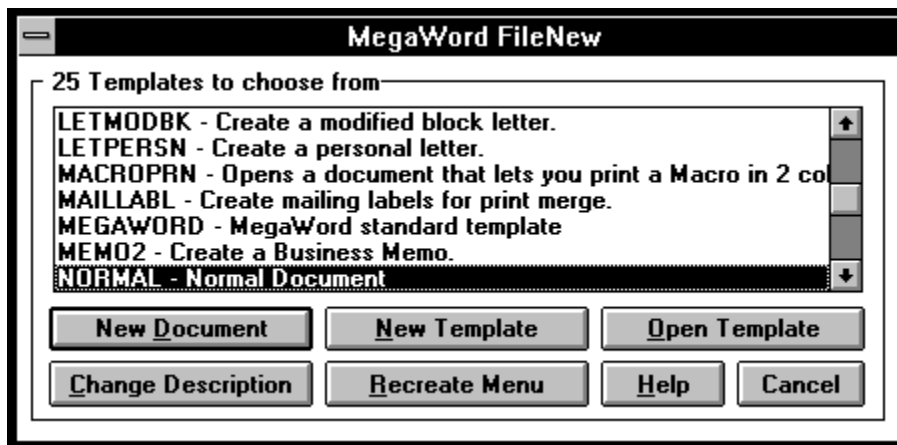 MegaWord FileNew
25 Templates to choose from
LETMODBK - Create a modified block letter.
LETPERSN - Create a personal letter.
MACROPRN - Opens a document that lets you print a Macro in 2 col
MAILLABL - Create mailing labels for print merge.
MEGAWORD - MegaWord standard template
MEMO2 - Create a Business Memo.
NORMAL - Normal Document
New Document New Template Open Template
Change Description Recreate Menu Help Cancel